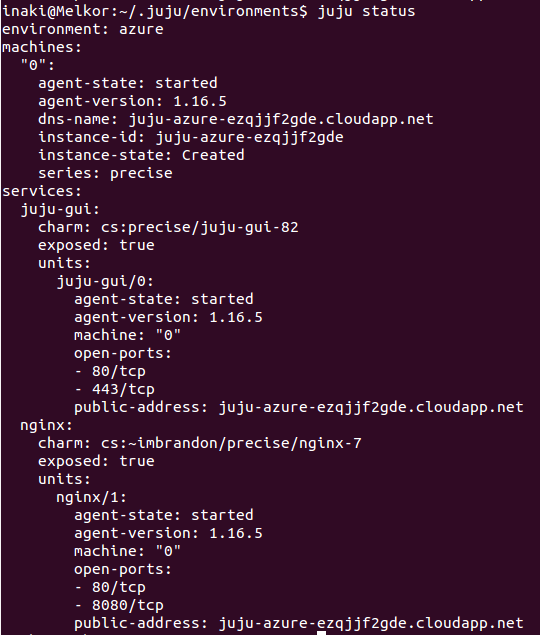 inaki@Melkor:~/.juju/environments$ juju status
environment: azure
machines:
  "0":
    agent-state: started
    agent-version: 1.16.5
    dns-name: juju-azure-ezqjjf2gde.cloudapp.net
    instance-id: juju-azure-ezqjjf2gde
    instance-state: Created
    series: precise
services:
  juju-gui:
    charm: cs:precise/juju-gui-82
    exposed: true
    units:
      juju-gui/0:
        agent-state: started
        agent-version: 1.16.5
        machine: "0"
        open-ports:
        - 80/tcp
        - 443/tcp
        public-address: juju-azure-ezqjjf2gde.cloudapp.net
  nginx:
    charm: cs:~imbrandon/precise/nginx-7
    exposed: true
    units:
      nginx/1:
        agent-state: started
        agent-version: 1.16.5
        machine: "0"
        open-ports:
        - 80/tcp
        - 8080/tcp
        public-address: juju-azure-ezqjjf2gde.cloudapp.net